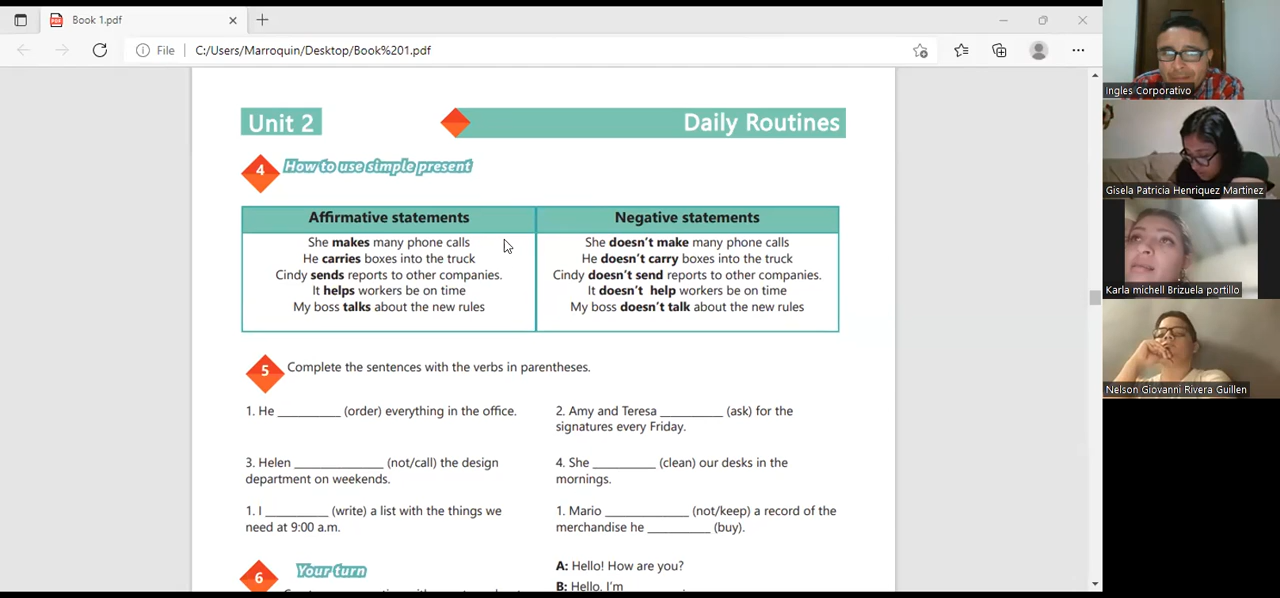 Book 1.pdf
File
C:/Users/Marroquin/Desktop/Book%201.pdf
Unit 2
Daily Routines
4
How to use simple present
Affirmative statements
She makes many phone calls
He carries boxes into the truck
Cindy sends reports to other companies.
It helps workers be on time
My boss talks about the new rules
Negative statements
She doesn't make many phone calls
He doesn't carry boxes into the truck
Cindy doesn't send reports to other companies.
It doesn't help workers be on time
My boss doesn't talk about the new rules
5
Complete the sentences with the verbs in parentheses.
1. He _________ (order) everything in the office.
2. Amy and Teresa _________ (ask) for the
signatures every Friday.
3. Helen _____________ (not/call) the design
department on weekends.
4. She _________ (clean) our desks in the
mornings.
1. I _________ (write) a list with the things we
need at 9:00 a.m.
1. Mario ____________ (not/keep) a record of the
merchandise he _________ (buy).
6
Your turn
A: Hello! How are you?
B: Hello. I'm
Ingles Corporativo
Gisela Patricia Henriquez Martinez
Karla michell Brizuela portillo
Nelson Giovanni Rivera Guillen